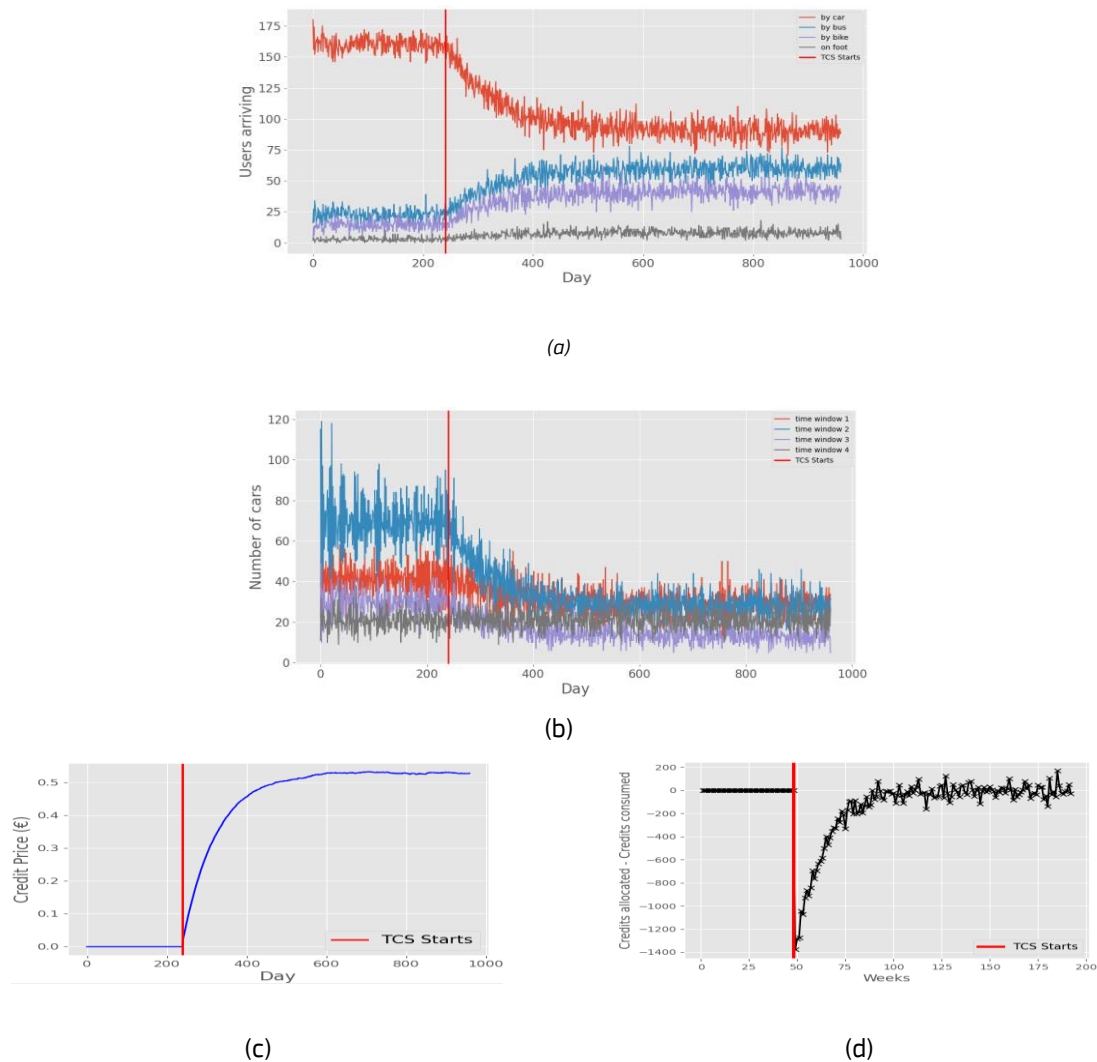 175
150
125
100
75
50
25
0
Users arriving
by car
by bus
by bike
on foot
TCS Starts
0 200 400 600 800 1000
Day
(a)
120
100
80
60
40
20
0
Number of cars
time window 1
time window 2
time window 3
time window 4
TCS Starts
0 200 400 600 800 1000
Day
(b)
0.5
0.4
0.3
0.2
0.1
0.0
Credit Price (€)
TCS Starts
0 200 400 600 800 1000
Day
(c)
200
0
−200
−400
−600
−800
−1000
−1200
−1400
Credits allocated - Credits consumed
TCS Starts
0 25 50 75 100 125 150 175 200
Weeks
(d)